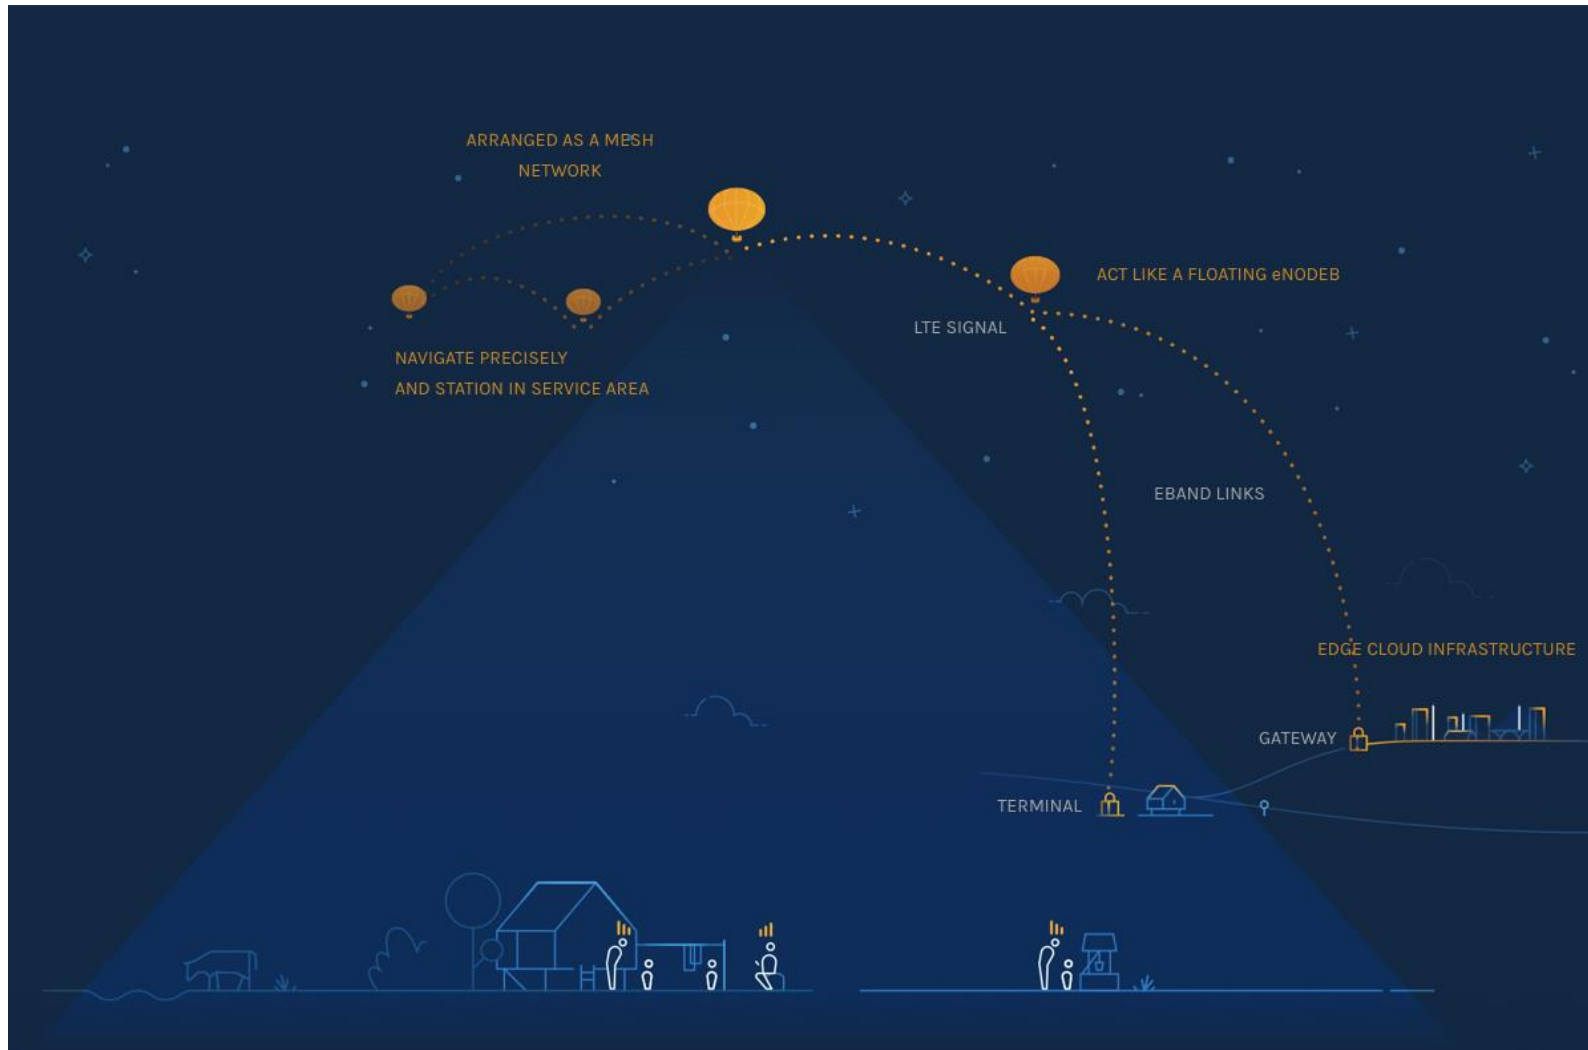 ARRANGED AS A MESH
NETWORK
ACT LIKE A FLOATING eNODEB
LTE SIGNAL
NAVIGATE PRECISELY
AND STATION IN SERVICE AREA
EBAND LINKS
EDGE CLOUD INFRASTRUCTURE
GATEWAY
TERMINAL